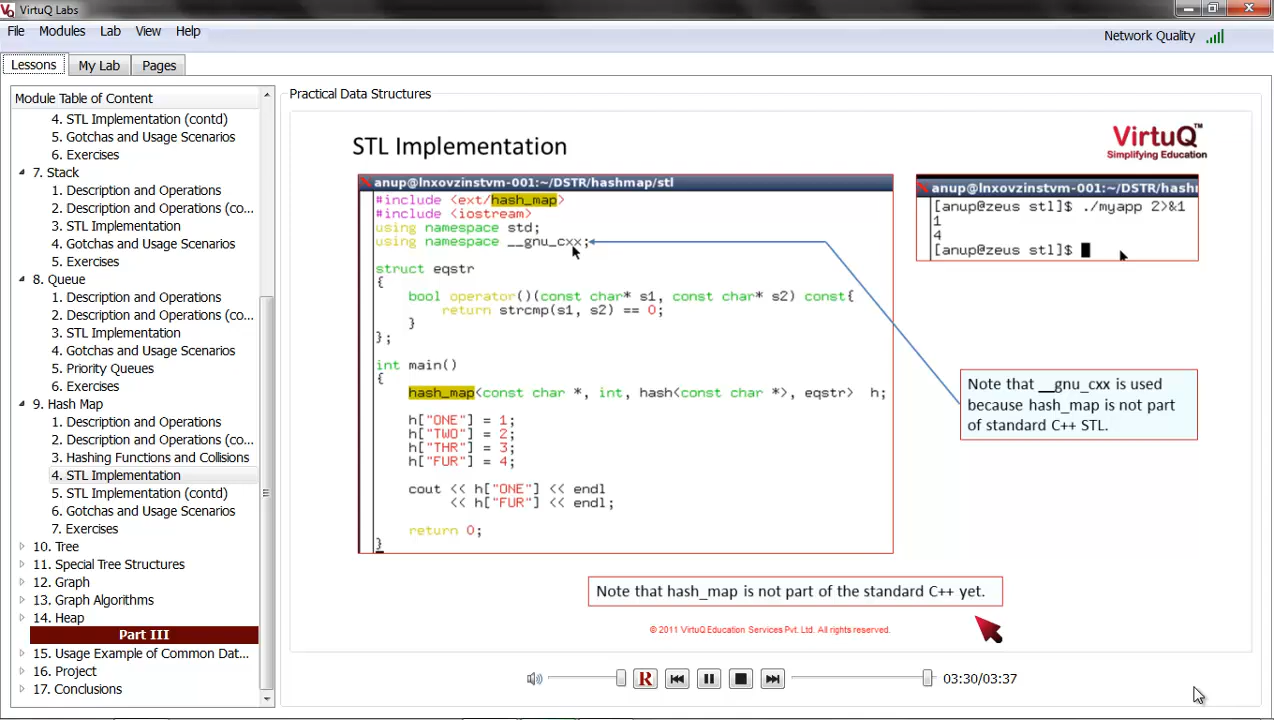 VirtuQ Labs
File Modules Lab View Help
Network Quality
Lessons My Lab Pages
Module Table of Content
4. STL Implementation (contd)
5. Gotchas and Usage Scenarios
6. Exercises
7. Stack
1. Description and Operations
2. Description and Operations (co...
3. STL Implementation
4. Gotchas and Usage Scenarios
5. Exercises
8. Queue
1. Description and Operations
2. Description and Operations (co...
3. STL Implementation
4. Gotchas and Usage Scenarios
5. Priority Queues
6. Exercises
9. Hash Map
1. Description and Operations
2. Description and Operations (co...
3. Hashing Functions and Collisions
4. STL Implementation
5. STL Implementation (contd)
6. Gotchas and Usage Scenarios
7. Exercises
10. Tree
11. Special Tree Structures
12. Graph
13. Graph Algorithms
14. Heap
Part III
15. Usage Example of Common Dat...
16. Project
17. Conclusions
Practical Data Structures
STL Implementation
VirtuQ™
Simplifying Education
anup@lnxovzinstvm-001:~/DSTR/hashmap/stl
#include <ext/hash_map>
#include <iostream>
using namespace std;
using namespace __gnu_cxx;
struct eqstr
{
bool operator()(const char* s1, const char* s2) const{
return strcmp(s1, s2) == 0;
}
};
int main()
{
hash_map<const char *, int, hash<const char *>, eqstr> h;
h["ONE"] = 1;
h["TWO"] = 2;
h["THR"] = 3;
h["FUR"] = 4;
cout << h["ONE"] << endl
<< h["FUR"] << endl;
return 0;
}
anup@lnxovzinstvm-001:~/DSTR/hash
[anup@zeus stl]$ ./myapp 2>&1
1
4
[anup@zeus stl]$
Note that __gnu_cxx is used
because hash_map is not part
of standard C++ STL.
Note that hash_map is not part of the standard C++ yet.
© 2011 VirtuQ Education Services Pvt. Ltd. All rights reserved.
R
03:30/03:37